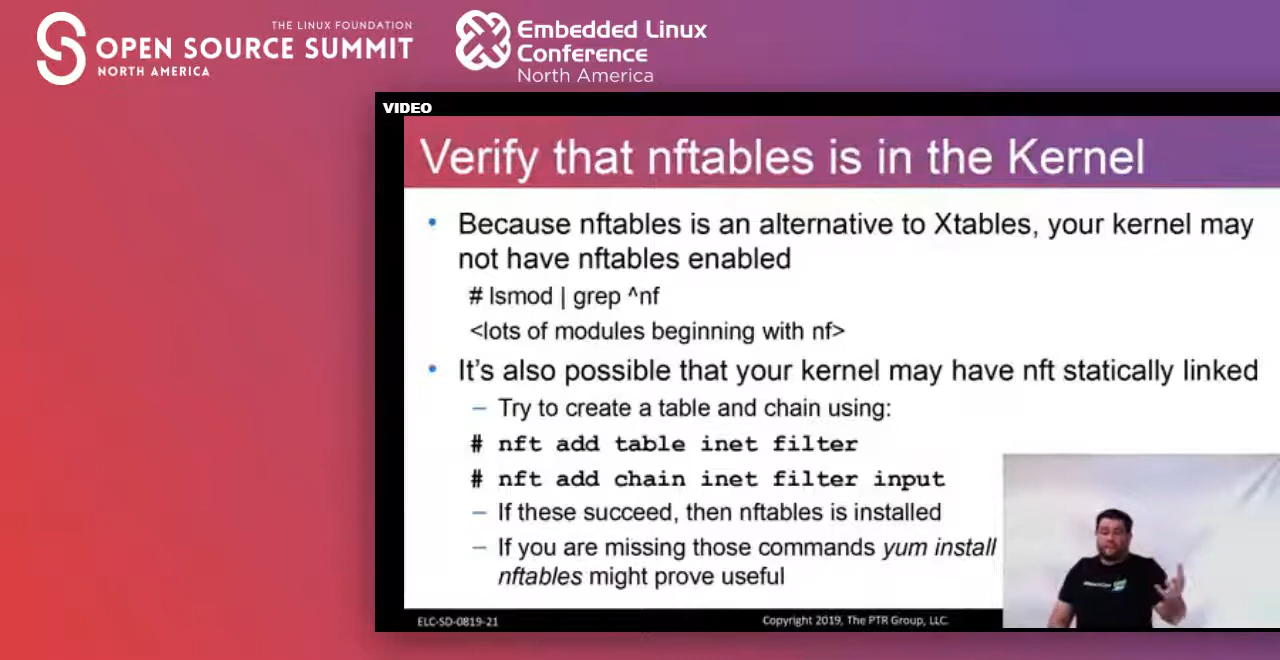 THE LINUX FOUNDATION
OPEN SOURCE SUMMIT
NORTH AMERICA
Embedded Linux
Conference
North America
VIDEO
Verify that nftables is in the Kernel
• Because nftables is an alternative to Xtables, your kernel may
not have nftables enabled
# lsmod | grep ^nf
<lots of modules beginning with nf>
• It's also possible that your kernel may have nft statically linked
– Try to create a table and chain using:
# nft add table inet filter
# nft add chain inet filter input
– If these succeed, then nftables is installed
– If you are missing those commands yum install
nftables might prove useful
ELC-SD-0819-21
Copyright 2019, The PTR Group, LLC.